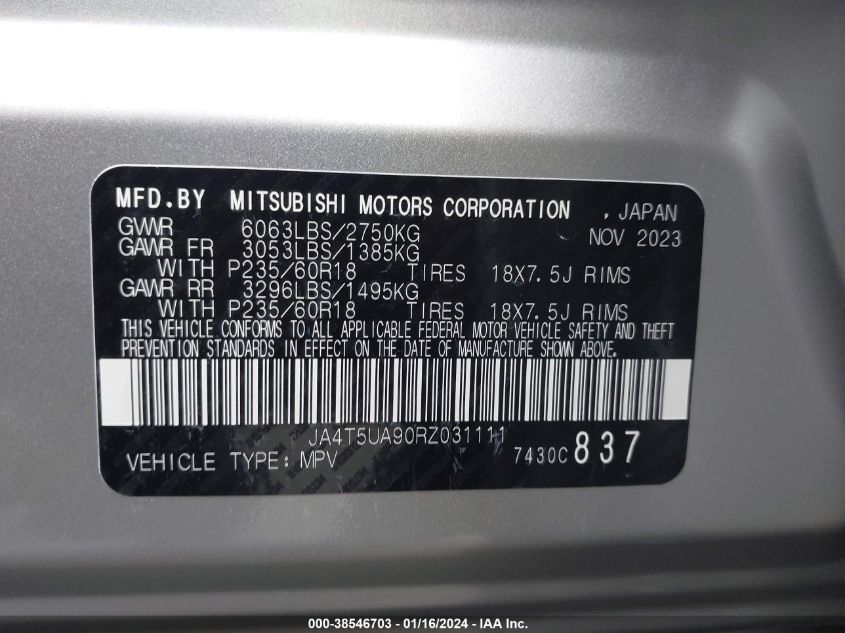 MFD.BY MITSUBISHI MOTORS CORPORATION , JAPAN
GVWR 6063LBS/2750KG NOV 2023
GAWR FR 3053LBS/1385KG
WITH P235/60R18 TIRES 18X7.5J RIMS
GAWR RR 3296LBS/1495KG
WITH P235/60R18 TIRES 18X7.5J RIMS
THIS VEHICLE CONFORMS TO ALL APPLICABLE FEDERAL MOTOR VEHICLE SAFETY AND THEFT
PREVENTION STANDARDS IN EFFECT ON THE DATE OF MANUFACTURE SHOWN ABOVE.
JA4T5UA90RZ031111
VEHICLE TYPE: MPV 7430C 837
000-38546703 - 01/16/2024 - IAA Inc.